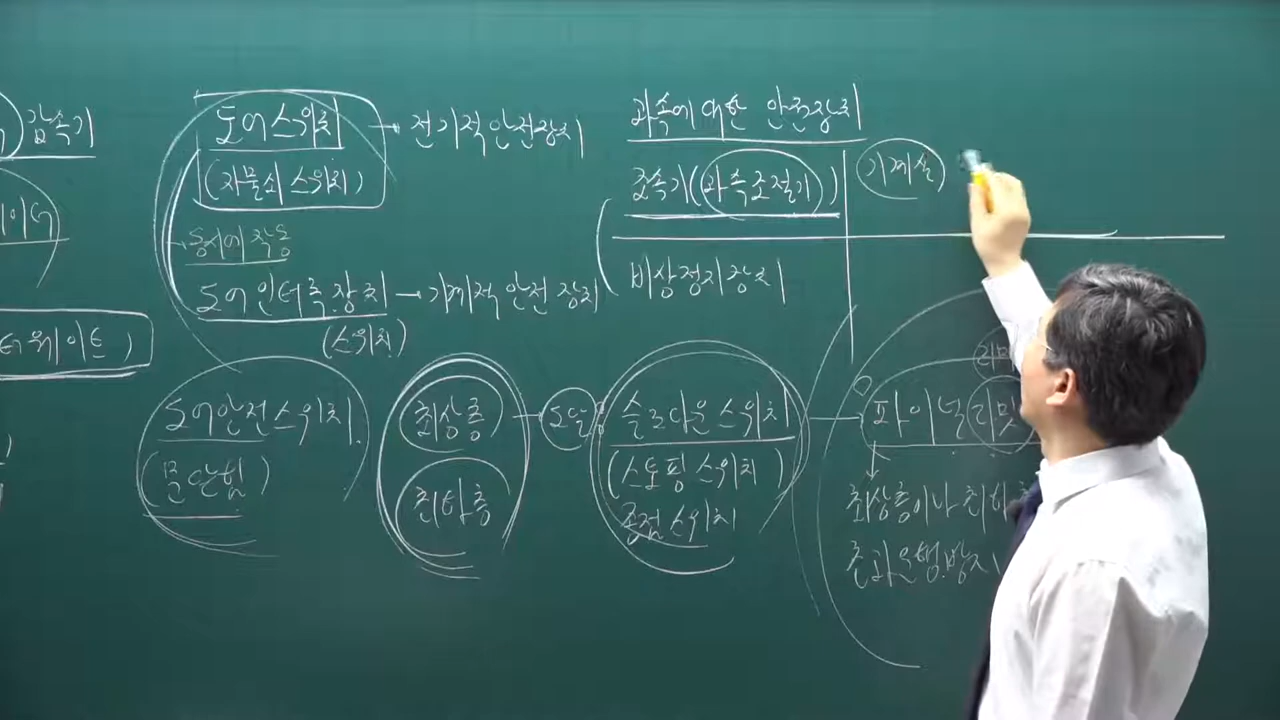 감속기
도어스위치 → 전기적안전장치
(자물쇠 스위치)
동시에 작동
도어 인터록 장치 → 기계적 안전 장치
(스위치)
도어안전스위치
(문 닫힘)
최상층
최하층
도달
슬로다운 스위치
(스토핑 스위치)
종점 스위치
과속에 대한 안전장치
조속기(과속조절기) 기계실
비상정지장치
파이널 리밋
최상층이나 최하층